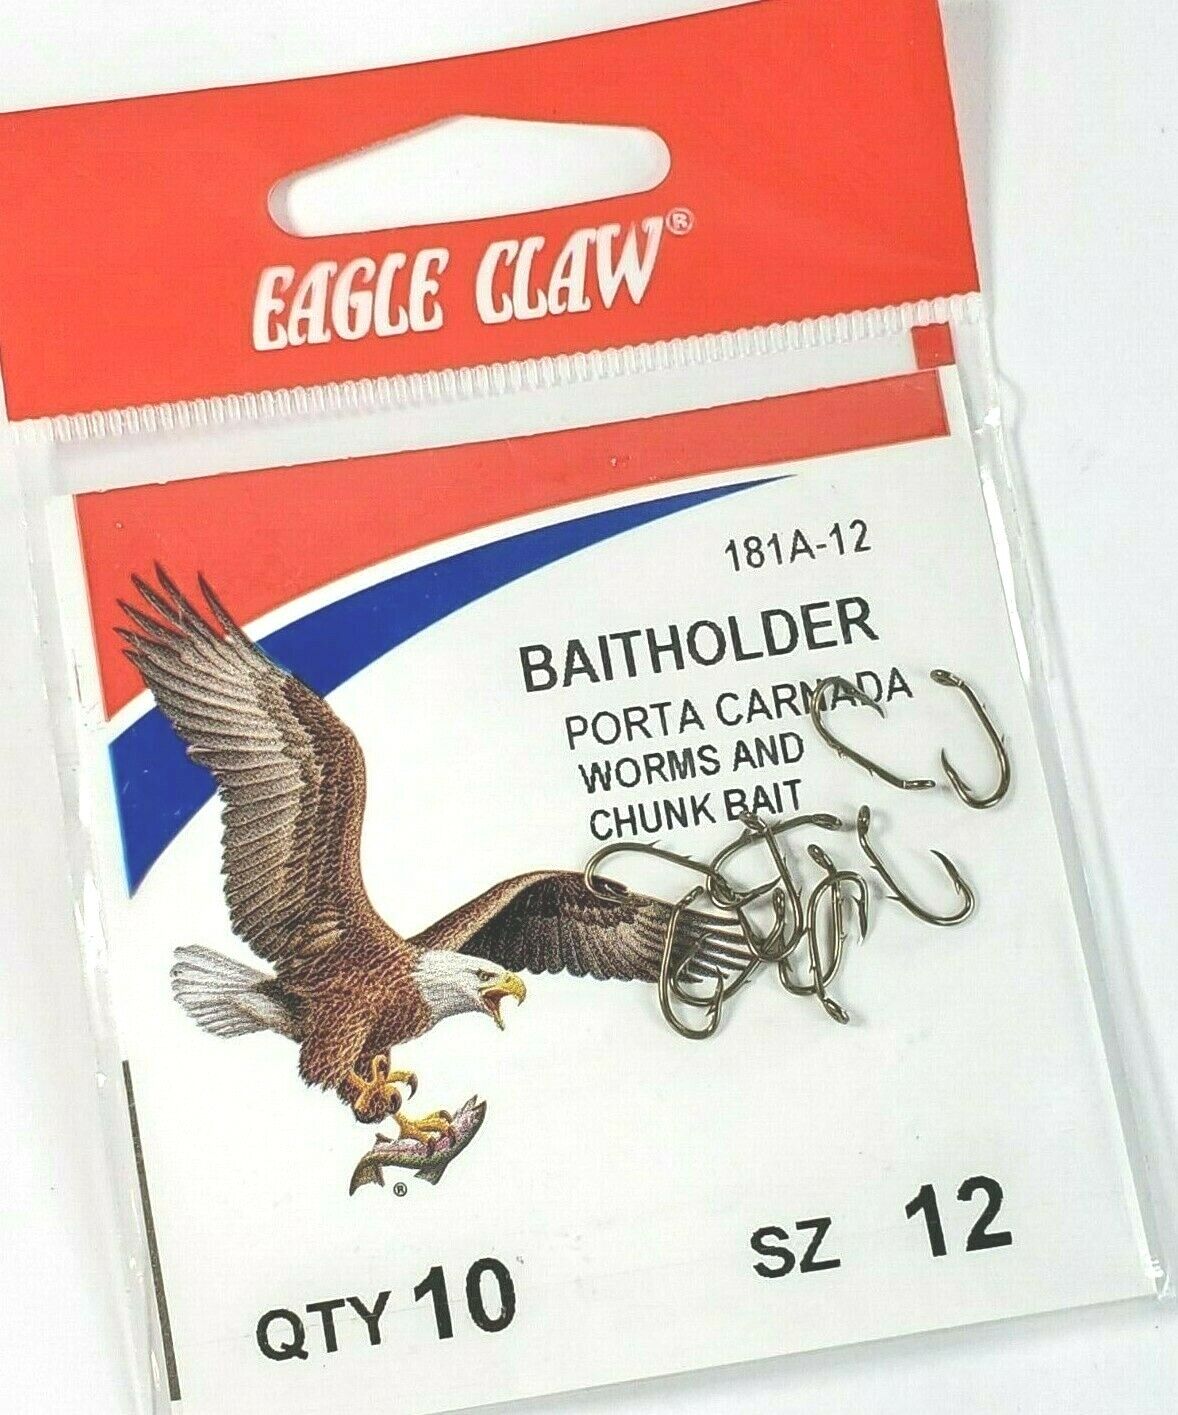 EAGLE CLAW®
181A-12
BAITHOLDER
PORTA CARNADA
WORMS AND
CHUNK BAIT
®
QTY 10
SZ 12